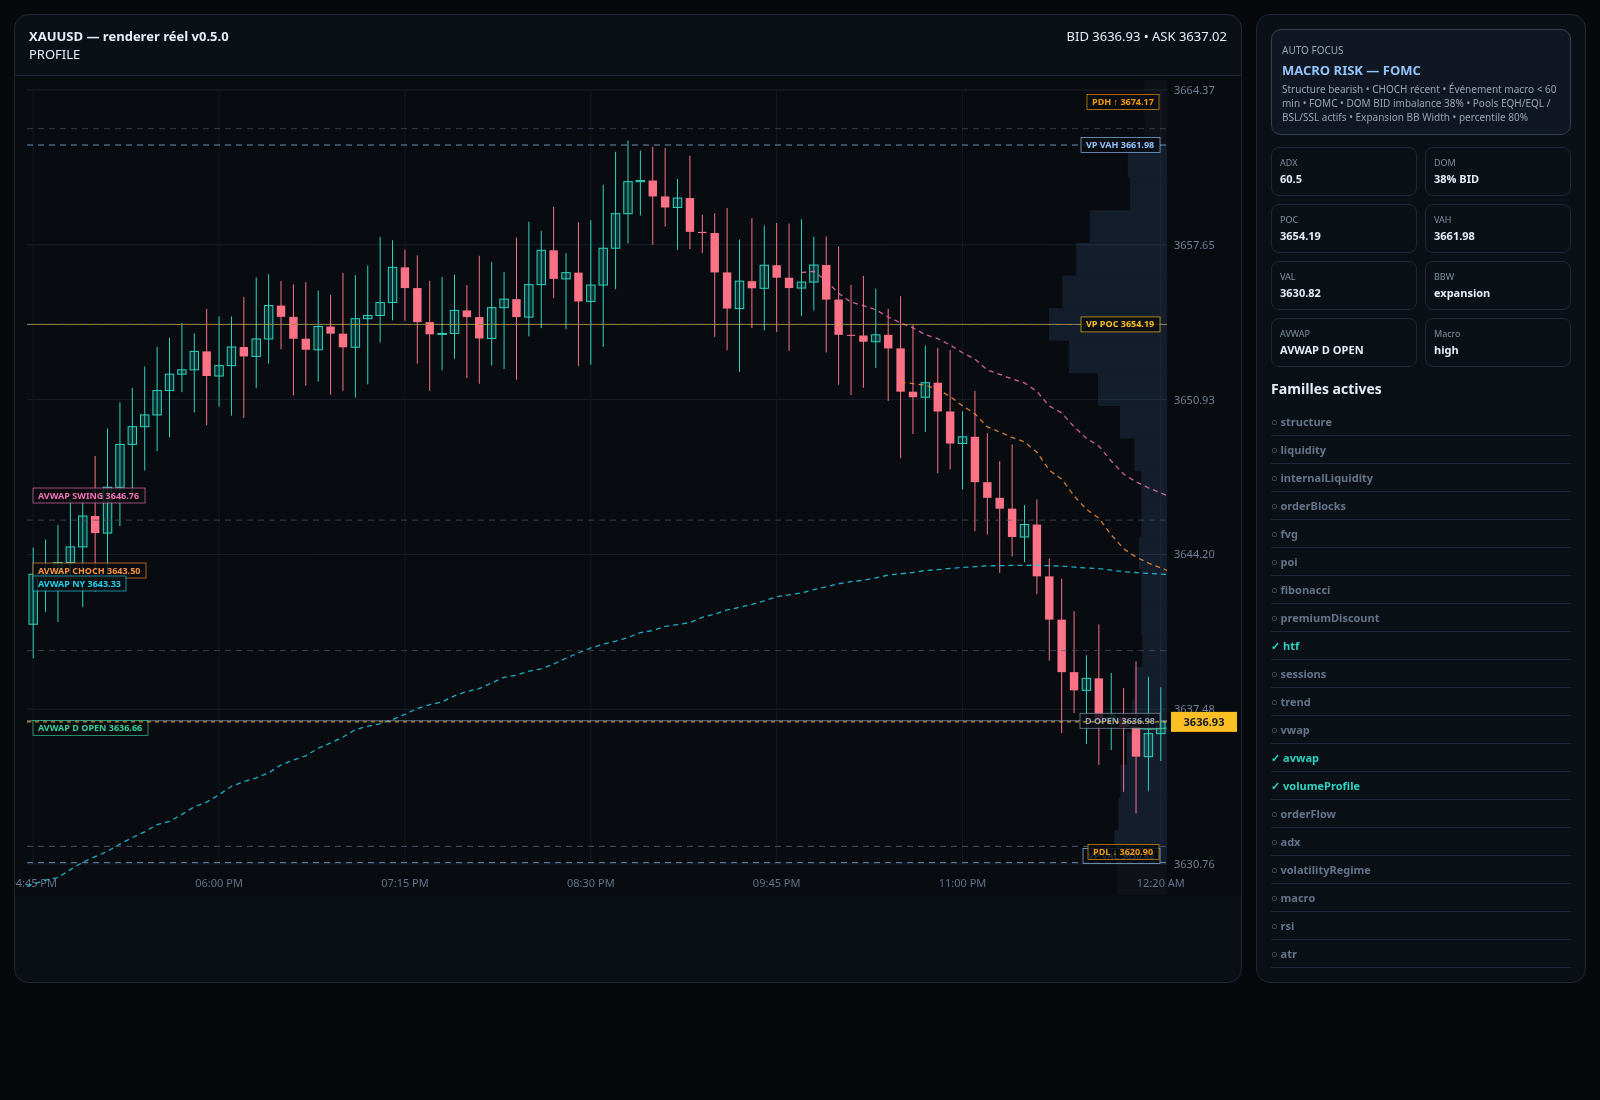 XAUUSD — renderer réel v0.5.0
PROFILE
BID 3636.93 • ASK 3637.02
PDH ↑ 3674.17
VP VAH 3661.98
VP POC 3654.19
AVWAP SWING 3646.76
AVWAP CHOCH 3643.50
AVWAP NY 3643.33
AVWAP D OPEN 3636.66
D OPEN 3636.98
PDL ↓ 3620.90
3664.37
3657.65
3650.93
3644.20
3637.48
3636.93
3630.76
4:45 PM
06:00 PM
07:15 PM
08:30 PM
09:45 PM
11:00 PM
12:20 AM
AUTO FOCUS
MACRO RISK — FOMC
Structure bearish • CHOCH récent • Événement macro < 60
min • FOMC • DOM BID imbalance 38% • Pools EQH/EQL /
BSL/SSL actifs • Expansion BB Width • percentile 80%
ADX
60.5
DOM
38% BID
POC
3654.19
VAH
3661.98
VAL
3630.82
BBW
expansion
AVWAP
AVWAP D OPEN
Macro
high
Familles actives
○ structure
○ liquidity
○ internalLiquidity
○ orderBlocks
○ fvg
○ poi
○ fibonacci
○ premiumDiscount
✓ htf
○ sessions
○ trend
○ vwap
✓ avwap
✓ volumeProfile
○ orderFlow
○ adx
○ volatilityRegime
○ macro
○ rsi
○ atr